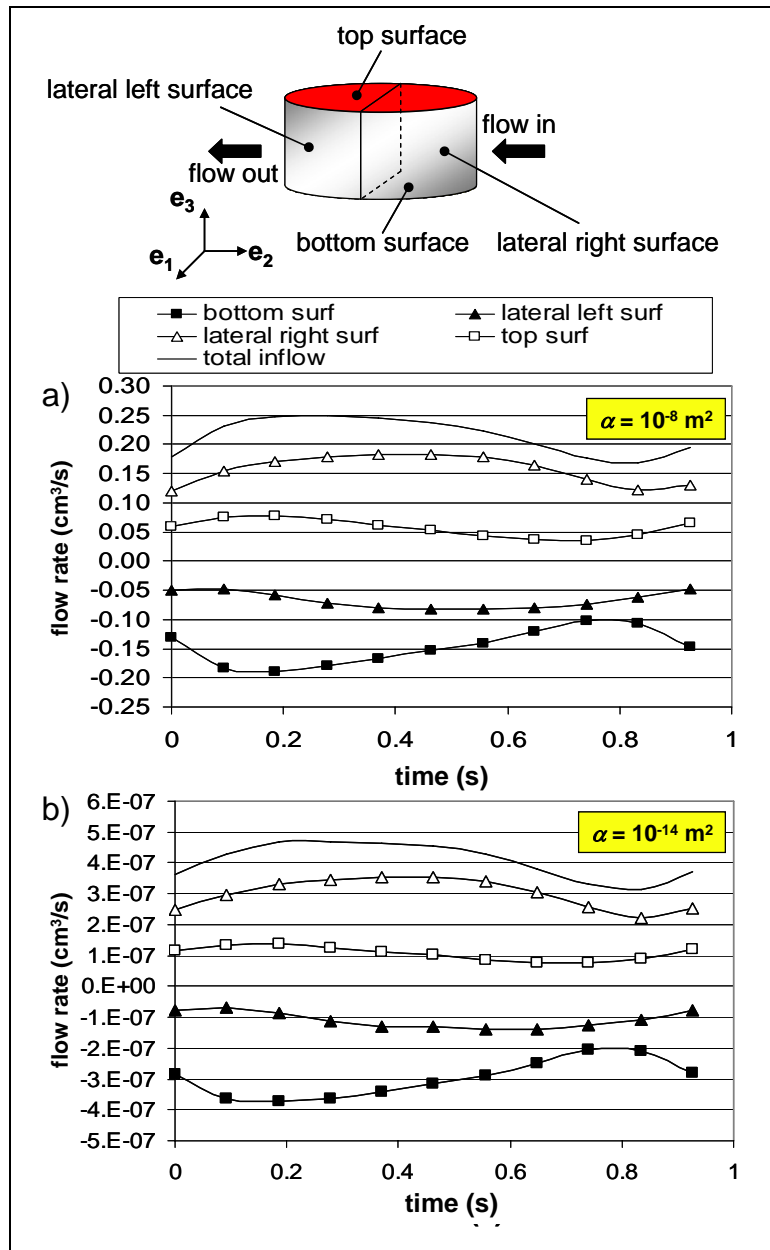 top surface
lateral left surface
flow in
flow out
e3
e1
e2
bottom surface
lateral right surface
bottom surf
lateral left surf
lateral right surf
top surf
total inflow
a)
α = 10-8 m2
0.30
0.25
0.20
0.15
0.10
0.05
0.00
-0.05
-0.10
-0.15
-0.20
-0.25
flow rate (cm3/s)
0 0.2 0.4 0.6 0.8 1
time (s)
b)
α = 10-14 m2
6.E-07
5.E-07
4.E-07
3.E-07
2.E-07
1.E-07
0.E+00
-1.E-07
-2.E-07
-3.E-07
-4.E-07
-5.E-07
flow rate (cm3/s)
0 0.2 0.4 0.6 0.8 1
time (s)